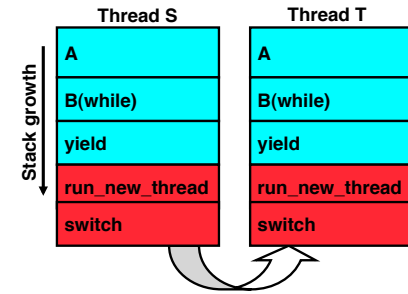 Thread S
Thread T
Stack growth
A
B(while)
yield
run_new_thread
switch
A
B(while)
yield
run_new_thread
switch